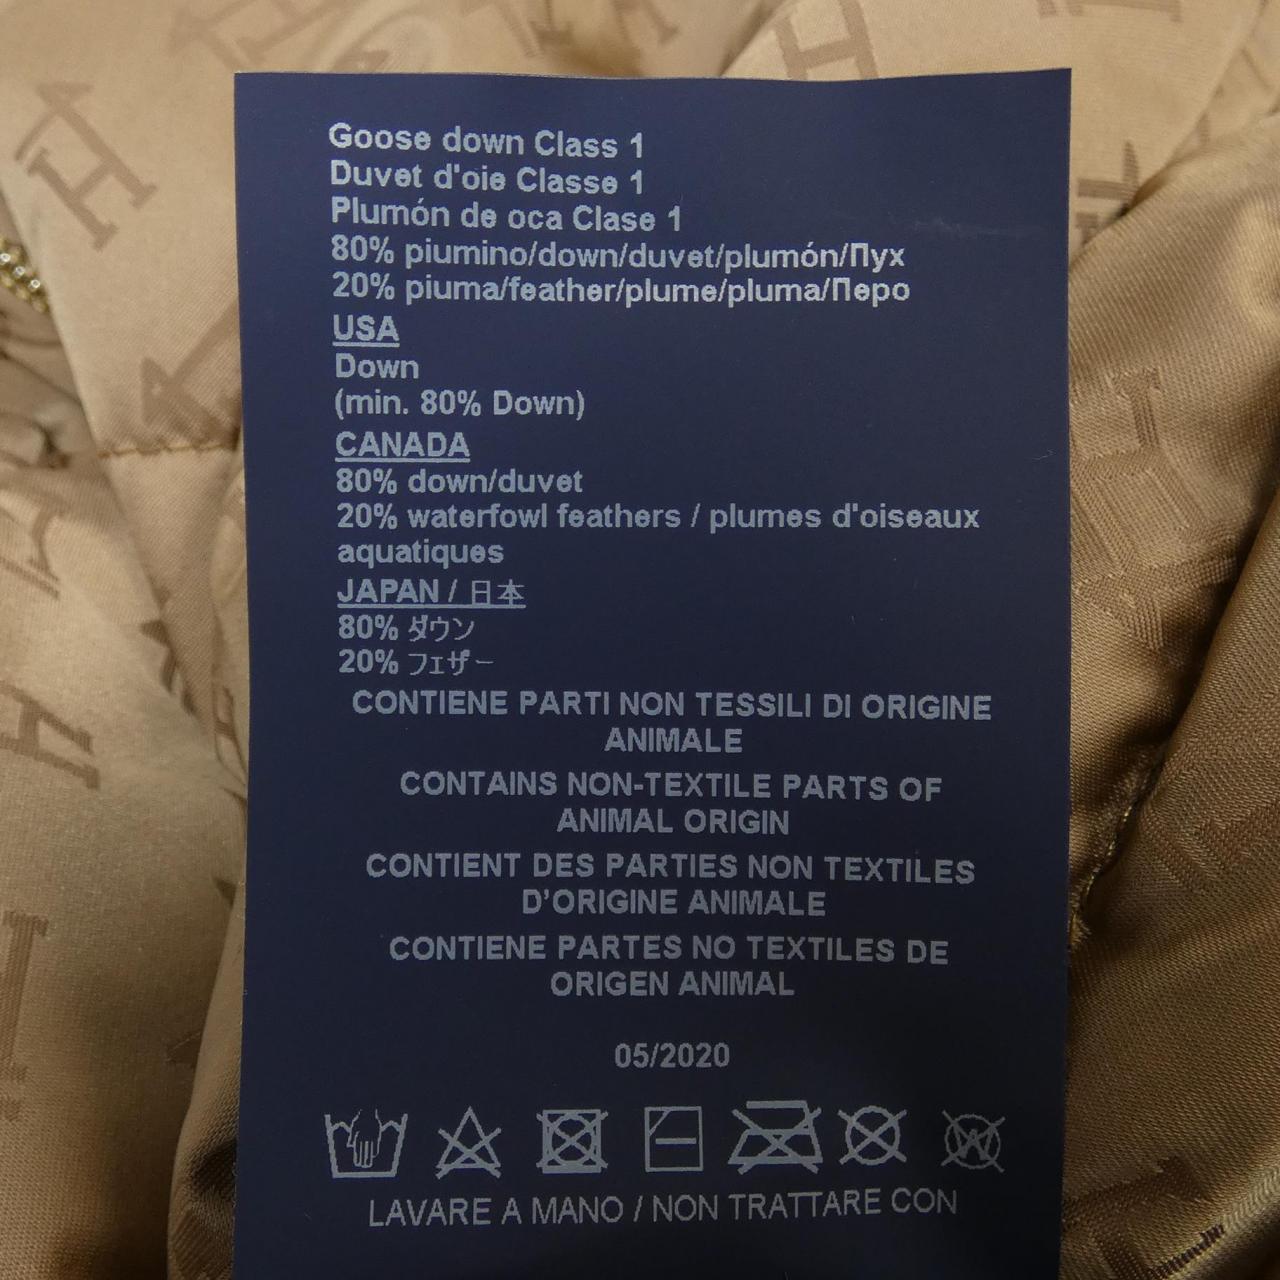 Goose down Class 1
Duvet d'oie Classe 1
Plumón de oca Clase 1
80% piumino/down/duvet/plumón/Пух
20% piuma/feather/plume/pluma/Перо
USA
Down
(min. 80% Down)
CANADA
80% down/duvet
20% waterfowl feathers / plumes d'oiseaux
aquatiques
JAPAN / 日本
80% ダウン
20% フェザー
CONTIENE PARTI NON TESSILI DI ORIGINE
ANIMALE
CONTAINS NON-TEXTILE PARTS OF
ANIMAL ORIGIN
CONTIENT DES PARTIES NON TEXTILES
D'ORIGINE ANIMALE
CONTIENE PARTES NO TEXTILES DE
ORIGEN ANIMAL
05/2020
W
LAVARE A MANO / NON TRATTARE CON